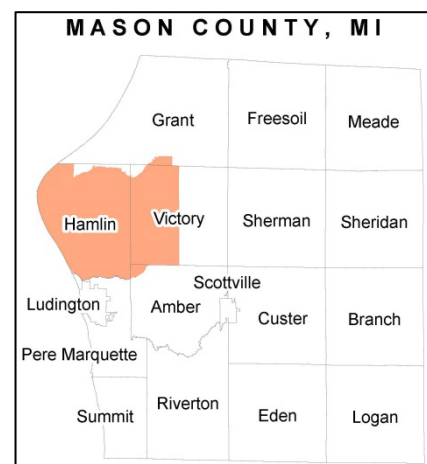 MASON COUNTY, MI
Grant
Freesoil
Meade
Hamlin
Victory
Sherman
Sheridan
Scottville
Ludington
Amber
Custer
Branch
Pere Marquette
Summit
Riverton
Eden
Logan